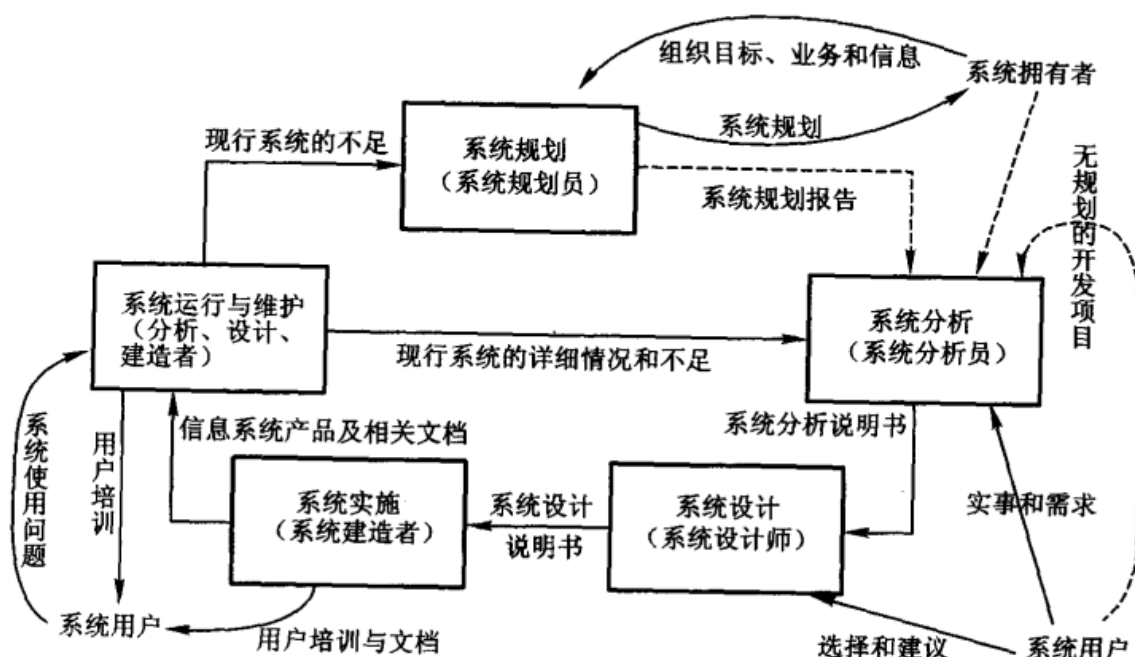 组织目标、业务和信息
系统拥有者
现行系统的不足
系统规划
(系统规划员)
系统规划
系统规划报告
无规划的开发项目
系统运行与维护
(分析、设计、
建造者)
现行系统的详细情况和不足
系统分析
(系统分析员)
系统使用问题
用户培训
信息系统产品及相关文档
系统分析说明书
系统实施
(系统建造者)
系统设计
说明书
系统设计
(系统设计师)
实事和需求
系统用户
用户培训与文档
选择和建议
系统用户